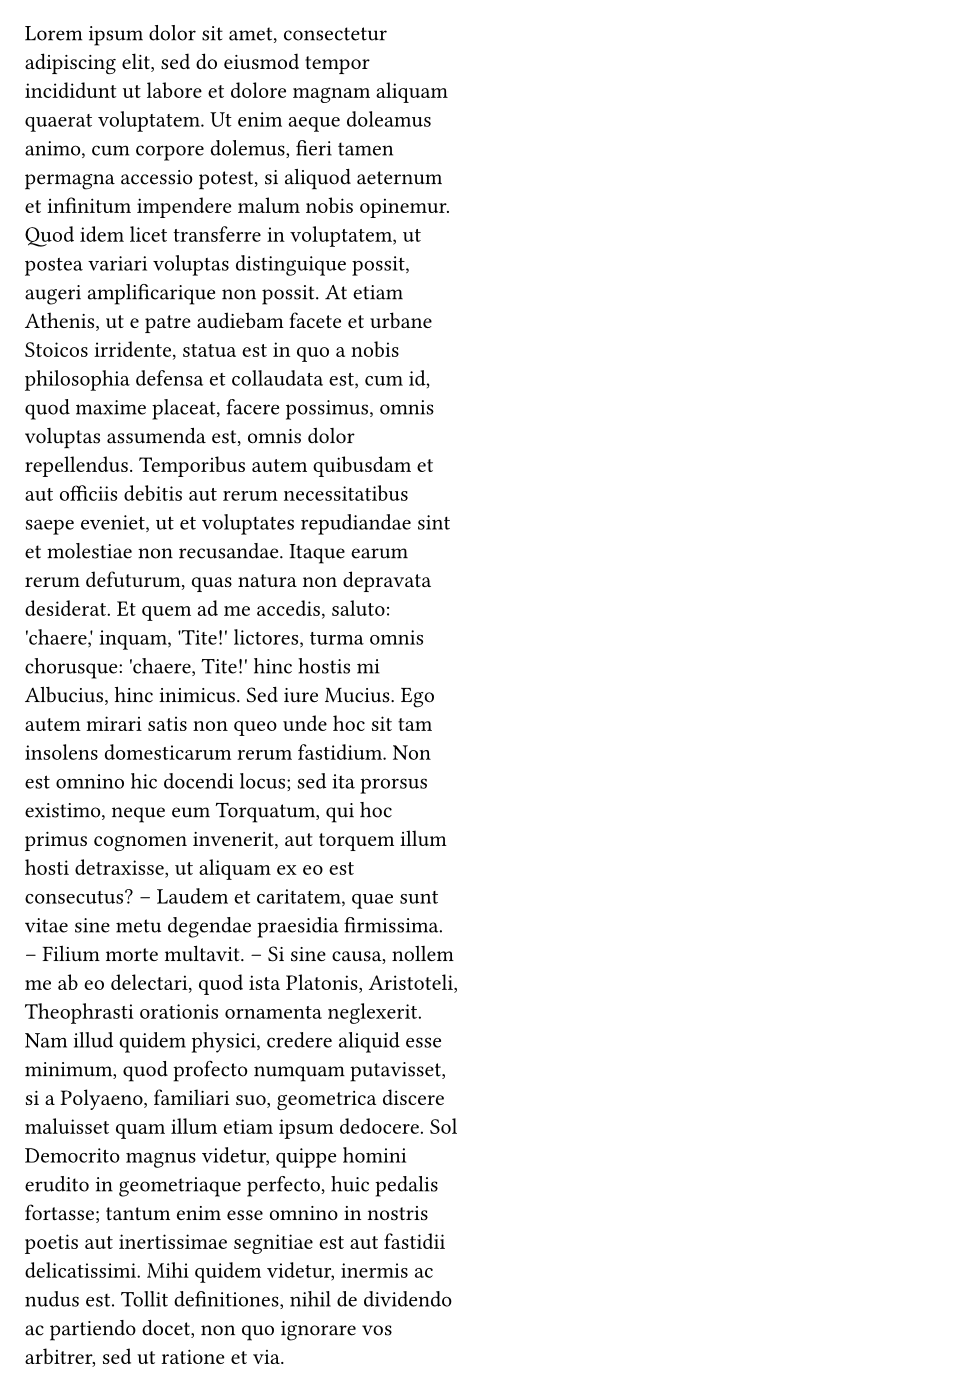 Lorem ipsum dolor sit amet, consectetur
adipiscing elit, sed do eiusmod tempor
incididunt ut labore et dolore magnam aliquam
quaerat voluptatem. Ut enim aeque doleamus
animo, cum corpore dolemus, fieri tamen
permagna accessio potest, si aliquod aeternum
et infinitum impendere malum nobis opinemur.
Quod idem licet transferre in voluptatem, ut
postea variari voluptas distinguique possit,
augeri amplificarique non possit. At etiam
Athenis, ut e patre audiebam facete et urbane
Stoicos irridente, statua est in quo a nobis
philosophia defensa et collaudata est, cum id,
quod maxime placeat, facere possimus, omnis
voluptas assumenda est, omnis dolor
repellendus. Temporibus autem quibusdam et
aut officiis debitis aut rerum necessitatibus
saepe eveniet, ut et voluptates repudiandae sint
et molestiae non recusandae. Itaque earum
rerum defuturum, quas natura non depravata
desiderat. Et quem ad me accedis, saluto:
'chaere,' inquam, 'Tite!' lictores, turma omnis
chorusque: 'chaere, Tite!' hinc hostis mi
Albucius, hinc inimicus. Sed iure Mucius. Ego
autem mirari satis non queo unde hoc sit tam
insolens domesticarum rerum fastidium. Non
est omnino hic docendi locus; sed ita prorsus
existimo, neque eum Torquatum, qui hoc
primus cognomen invenerit, aut torquem illum
hosti detraxisse, ut aliquam ex eo est
consecutus? – Laudem et caritatem, quae sunt
vitae sine metu degendae praesidia firmissima.
– Filium morte multavit. – Si sine causa, nollem
me ab eo delectari, quod ista Platonis, Aristoteli,
Theophrasti orationis ornamenta neglexerit.
Nam illud quidem physici, credere aliquid esse
minimum, quod profecto numquam putavisset,
si a Polyaeno, familiari suo, geometrica discere
maluisset quam illum etiam ipsum dedocere. Sol
Democrito magnus videtur, quippe homini
erudito in geometriaque perfecto, huic pedalis
fortasse; tantum enim esse omnino in nostris
poetis aut inertissimae segnitiae est aut fastidii
delicatissimi. Mihi quidem videtur, inermis ac
nudus est. Tollit definitiones, nihil de dividendo
ac partiendo docet, non quo ignorare vos
arbitrer, sed ut ratione et via.